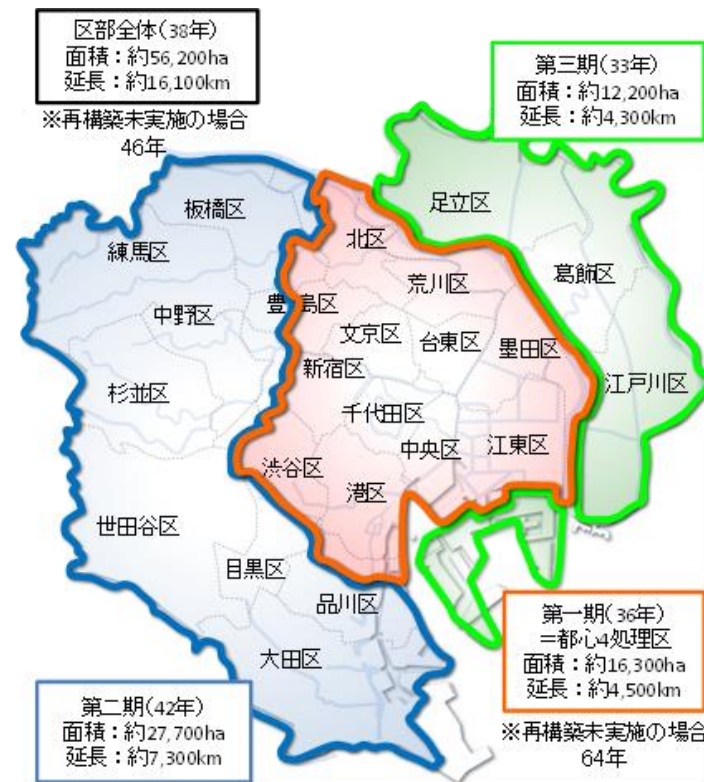 区部全体(38年)
面積：約56,200ha
延長：約16,100km
※再構築未実施の場合
46年
第三期(33年)
面積：約12,200ha
延長：約4,300km
板橋区
足立区
北区
練馬区
荒川区
葛飾区
豊島区
中野区
文京区
台東区
墨田区
新宿区
杉並区
江戸川区
千代田区
中央区
江東区
渋谷区
港区
世田谷区
目黒区
品川区
大田区
第一期(36年)
＝都心4処理区
面積：約16,300ha
延長：約4,500km
※再構築未実施の場合
64年
第二期(42年)
面積：約27,700ha
延長：約7,300km